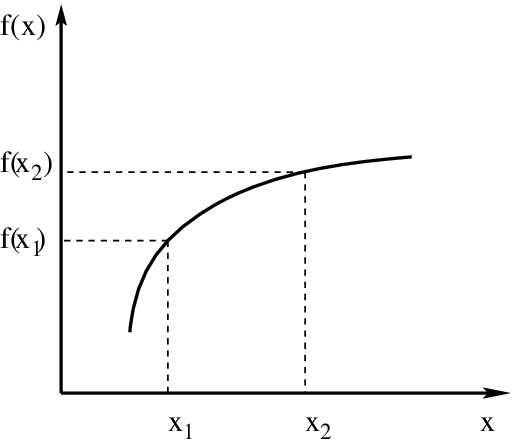 f(x)
f(x₂)
f(x₁)
x₁
x₂
x